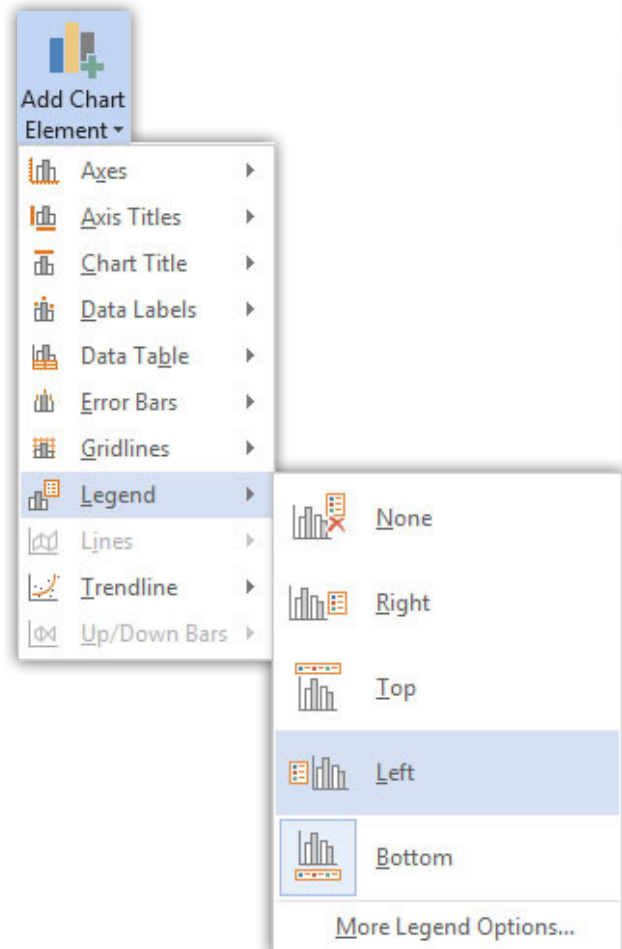 Add Chart
Element
Axes
Axis Titles
Chart Title
Data Labels
Data Table
Error Bars
Gridlines
Legend
Lines
Trendline
Up/Down Bars
None
Right
Top
Left
Bottom
More Legend Options...